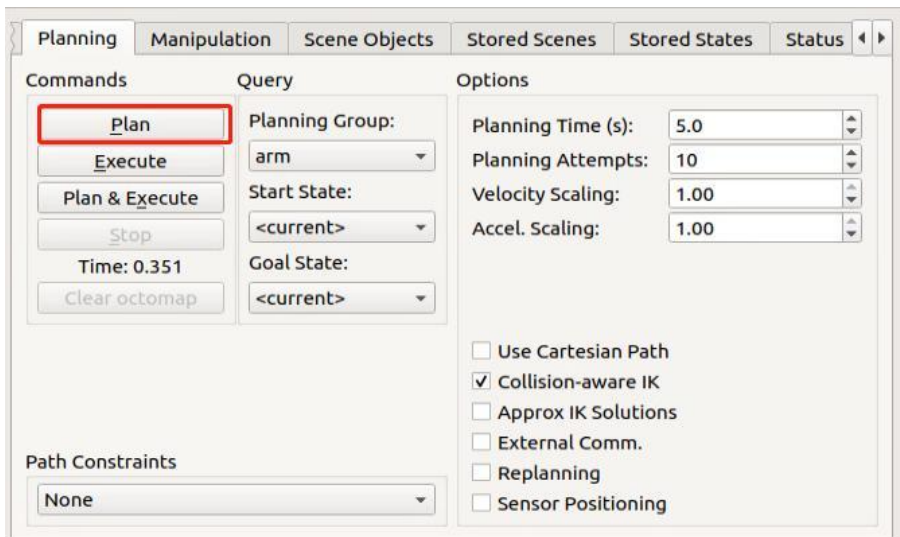 Planning Manipulation Scene Objects Stored Scenes Stored States Status
Commands
Plan
Execute
Plan & Execute
Stop
Time: 0.351
Clear octomap
Query
Planning Group:
arm
Start State:
<current>
Goal State:
<current>
Options
Planning Time (s): 5.0
Planning Attempts: 10
Velocity Scaling: 1.00
Accel. Scaling: 1.00
Use Cartesian Path
Collision-aware IK
Approx IK Solutions
External Comm.
Replanning
Sensor Positioning
Path Constraints
None